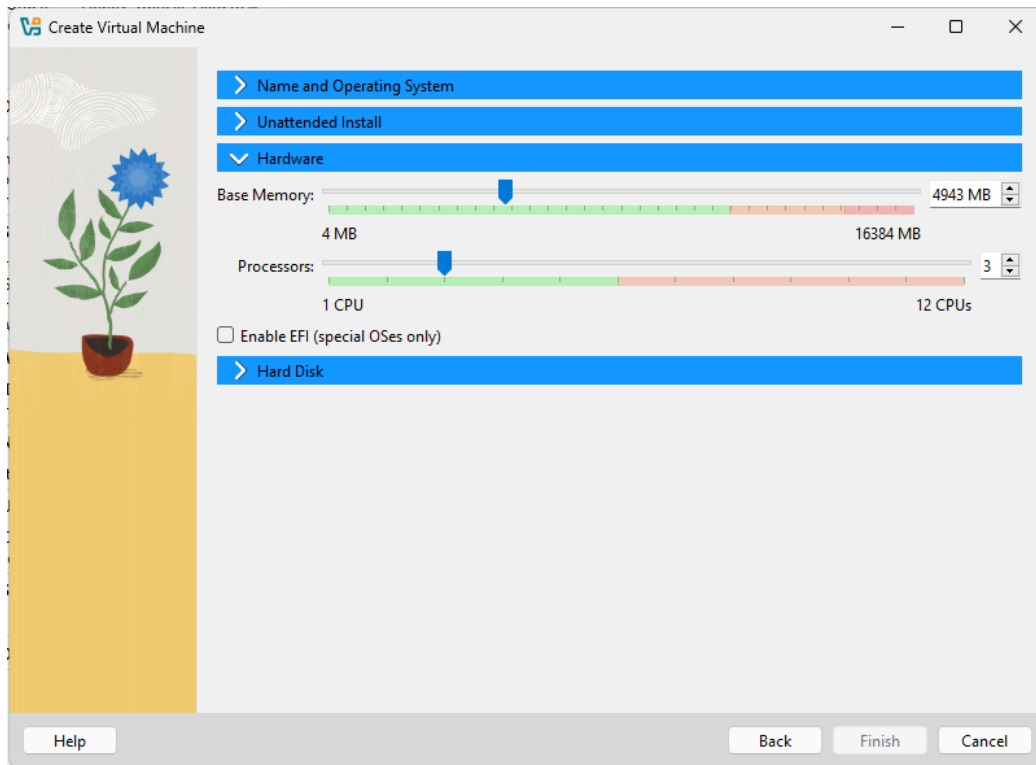 Create Virtual Machine
Name and Operating System
Unattended Install
Hardware
Base Memory: 4943 MB
4 MB 16384 MB
Processors: 3
1 CPU 12 CPUs
Enable EFI (special OSes only)
Hard Disk
Help Back Finish Cancel